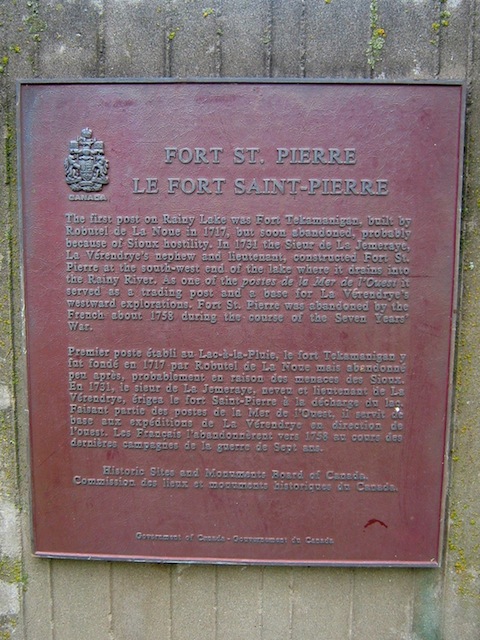 CANADA
FORT ST. PIERRE
LE FORT SAINT-PIERRE
The first post on Rainy Lake was Fort Tekamanigan, built by
Robutel de La Noue in 1717, but soon abandoned, probably
because of Sioux hostility. In 1731 the Sieur de La Jemeraye,
La Vérendrye's nephew and lieutenant, constructed Fort St.
Pierre at the south-west end of the lake where it drains into
the Rainy River. As one of the postes de la Mer de l'Ouest it
served as a trading post and a base for La Vérendrye's
westward explorations. Fort St. Pierre was abandoned by the
French about 1758 during the course of the Seven Years'
War.
Premier poste établi au Lac-à-la-Pluie, le fort Tekamanigan y
fut fondé en 1717 par Robutel de La Noue mais abandonné
peu après, probablement en raison des menaces des Sioux.
En 1731, le sieur de La Jemeraye, neveu et lieutenant de La
Vérendrye, érigea le fort Saint-Pierre à la décharge du lac.
Faisant partie des postes de la Mer de l'Ouest, il servit de
base aux expéditions de La Vérendrye en direction de
l'ouest. Les Français l'abandonnèrent vers 1758 au cours des
dernières campagnes de la guerre de Sept ans.
Historic Sites and Monuments Board of Canada.
Commission des lieux et monuments historiques du Canada.
Government of Canada - Gouvernement du Canada